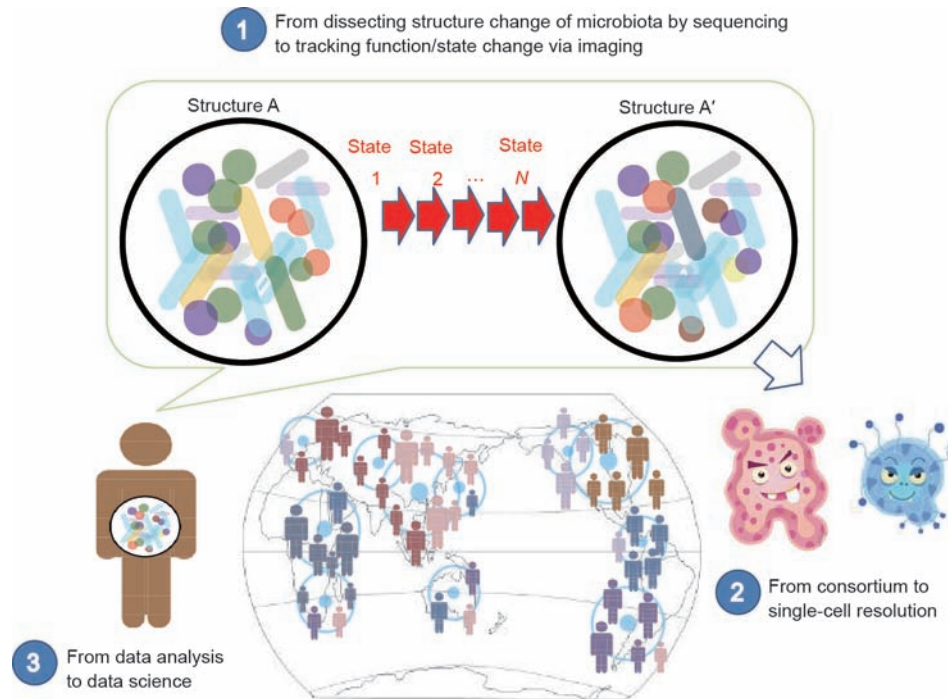 1 From dissecting structure change of microbiota by sequencing
to tracking function/state change via imaging
Structure A
Structure A′
State State State
1 2 ... N
2 From consortium to
single-cell resolution
3 From data analysis
to data science